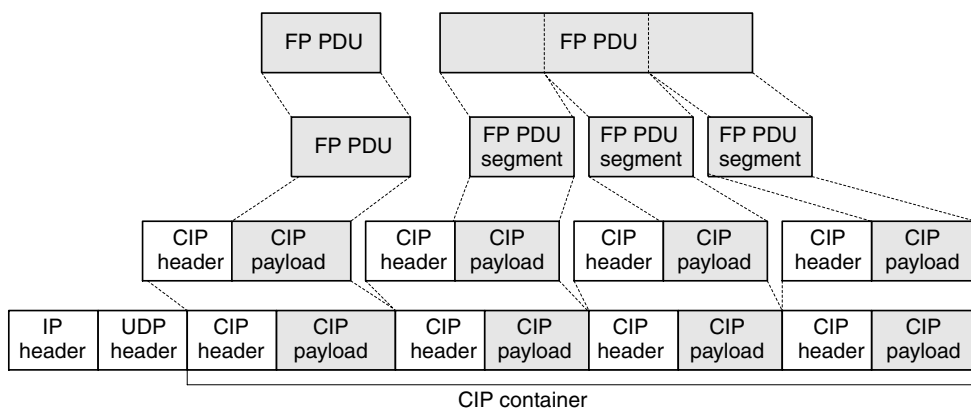 FP PDU
FP PDU
FP PDU
FP PDU
segment
FP PDU
segment
FP PDU
segment
CIP
header
CIP
payload
CIP
header
CIP
payload
CIP
header
CIP
payload
CIP
header
CIP
payload
IP
header
UDP
header
CIP
header
CIP
payload
CIP
header
CIP
payload
CIP
header
CIP
payload
CIP
header
CIP
payload
CIP container